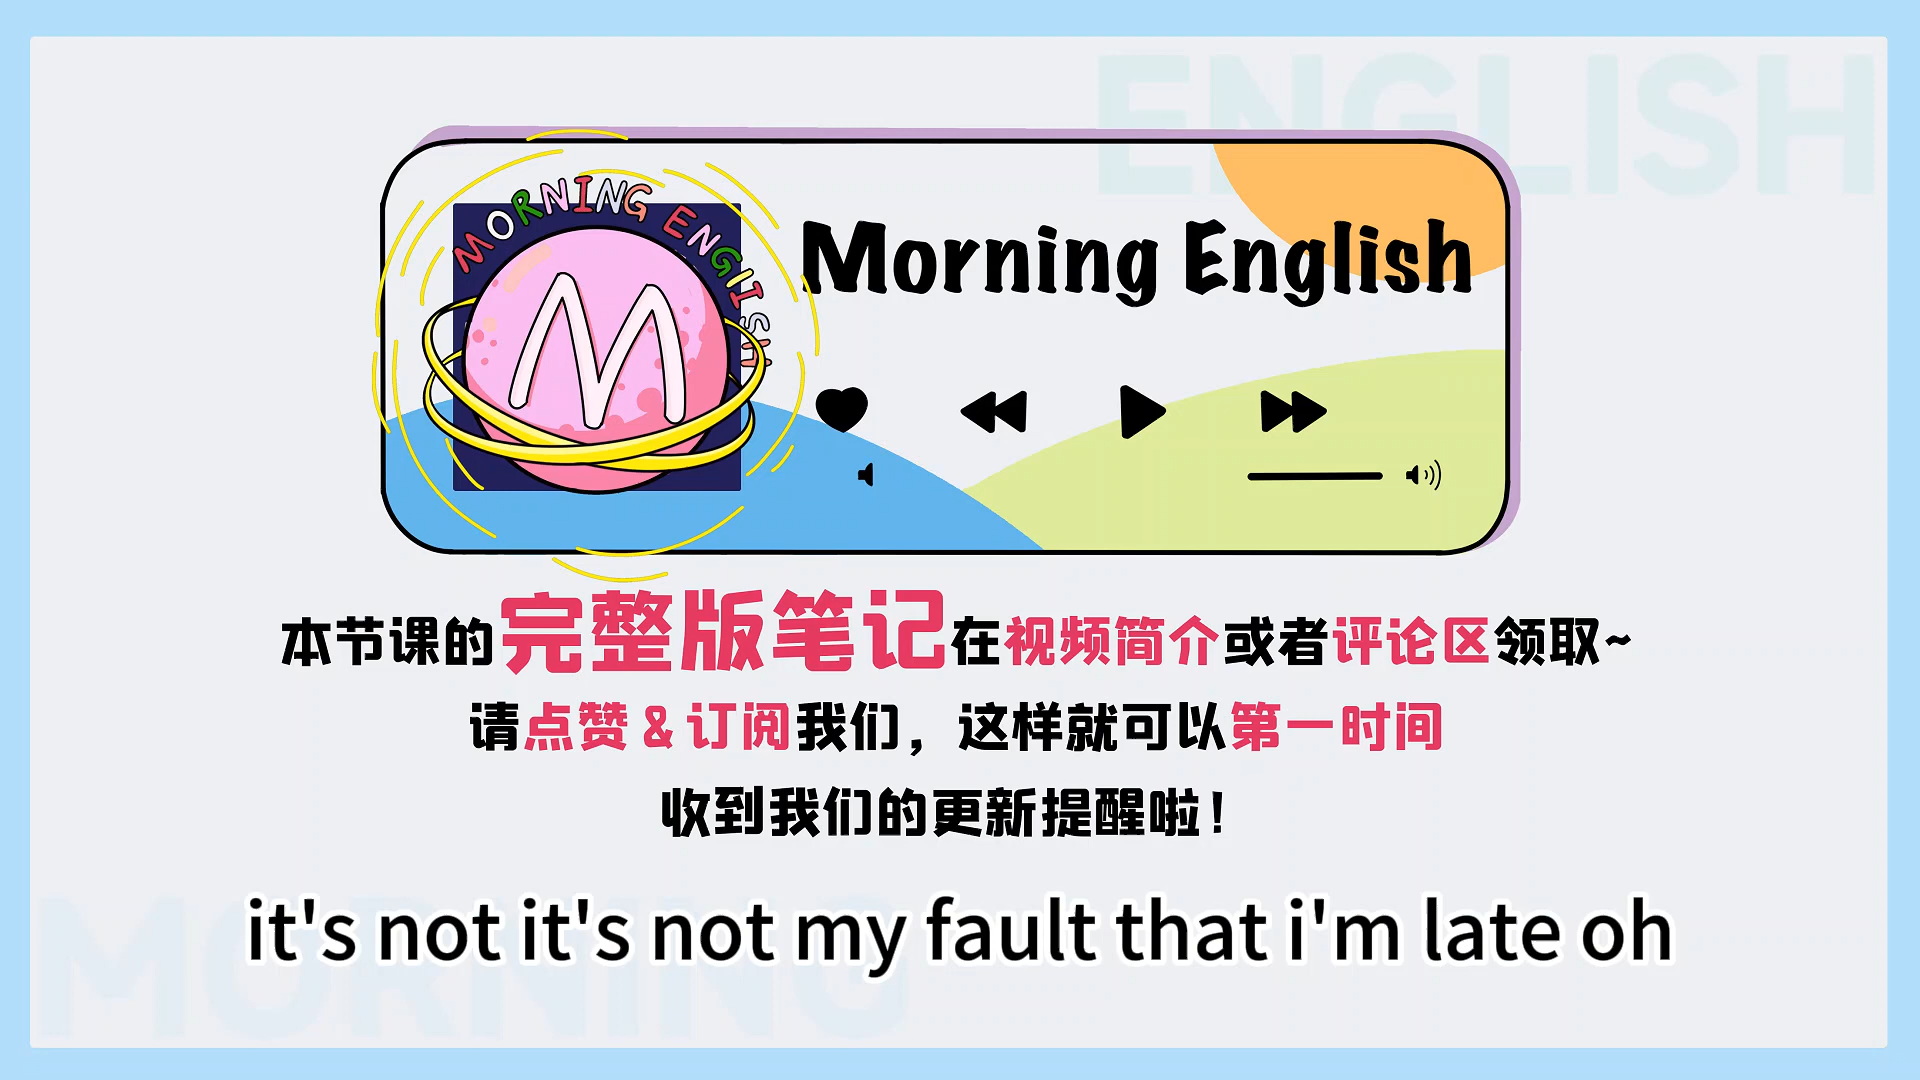 ENGLISH
MORNING ENGLISH
M
Morning English
本节课的完整版笔记在视频简介或者评论区领取~
请点赞&订阅我们，这样就可以第一时间
收到我们的更新提醒啦！
MORNING
it's not it's not my fault that i'm late oh